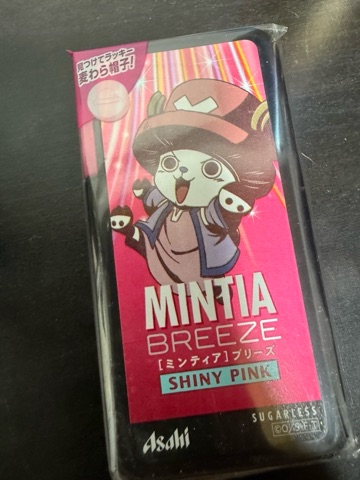 見つけてラッキー
麦わら帽子!
MINTIA
BREEZE
[ミンティア]ブリーズ
SHINY PINK
SUGARLESS
©O/S・F・T
Asahi